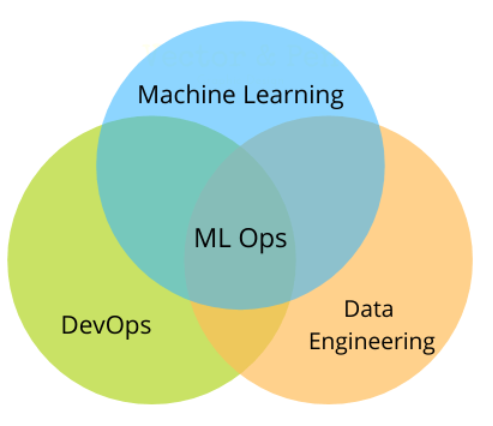 Machine Learning
ML Ops
DevOps
Data
Engineering